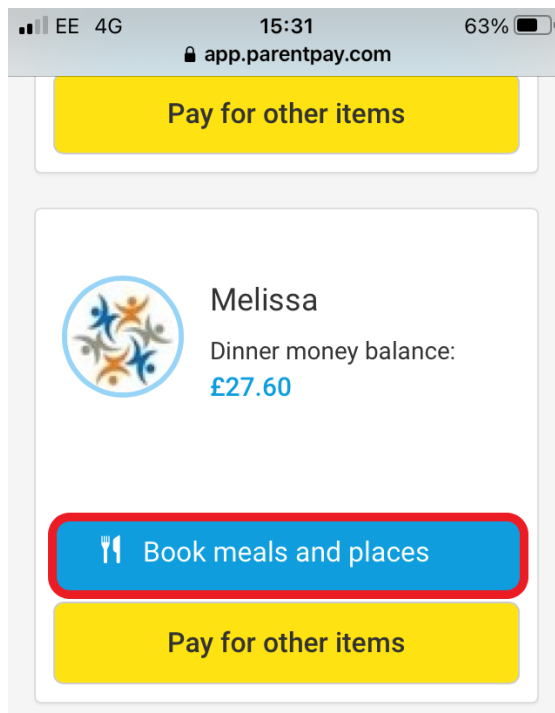 EE 4G 15:31 63%
app.parentpay.com
Pay for other items
Melissa
Dinner money balance:
£27.60
Book meals and places
Pay for other items